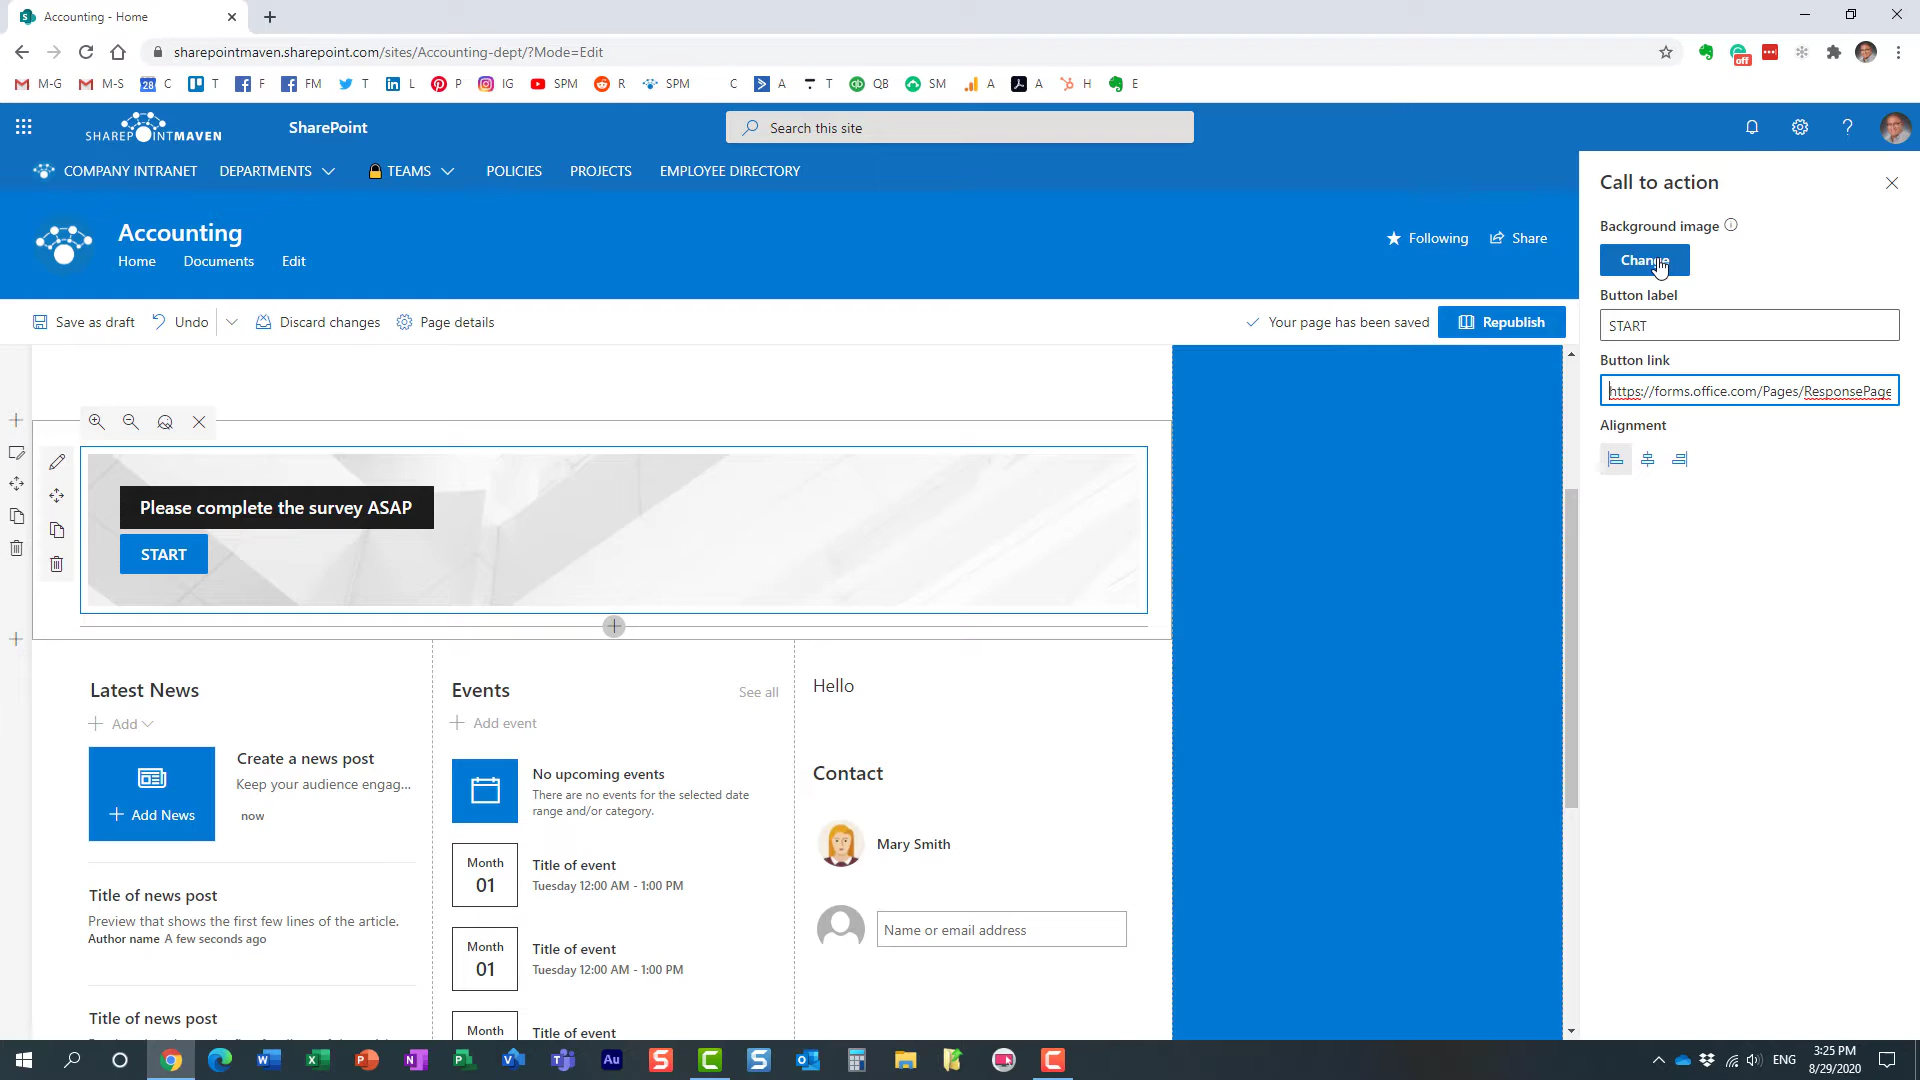 Accounting - Home
sharepointmaven.sharepoint.com/sites/Accounting-dept/?Mode=Edit
off
M-G M-S 28 C T F FM T L P IG SPM R SPM C A T QB SM A A H E
SHAREPOINTMAVEN SharePoint Search this site
COMPANY INTRANET DEPARTMENTS TEAMS POLICIES PROJECTS EMPLOYEE DIRECTORY
Accounting
Home Documents Edit
Following Share
Save as draft Undo Discard changes Page details Your page has been saved Republish
Call to action
Background image
Change
Button label
START
Button link
https://forms.office.com/Pages/ResponsePage
Alignment
Please complete the survey ASAP
START
Latest News
Add
Add News
Create a news post
Keep your audience engag...
now
Title of news post
Preview that shows the first few lines of the article.
Author name A few seconds ago
Title of news post
Events See all
Add event
No upcoming events
There are no events for the selected date
range and/or category.
Month
01
Title of event
Tuesday 12:00 AM - 1:00 PM
Month
01
Title of event
Tuesday 12:00 AM - 1:00 PM
Month
Title of event
Hello
Contact
Mary Smith
Name or email address
Au
ENG
3:25 PM
8/29/2020